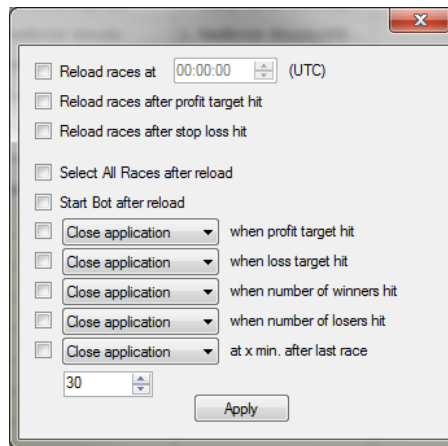 Reload races at 00:00:00 (UTC)
Reload races after profit target hit
Reload races after stop loss hit
Select All Races after reload
Start Bot after reload
Close application when profit target hit
Close application when loss target hit
Close application when number of winners hit
Close application when number of losers hit
Close application at x min. after last race
30
Apply